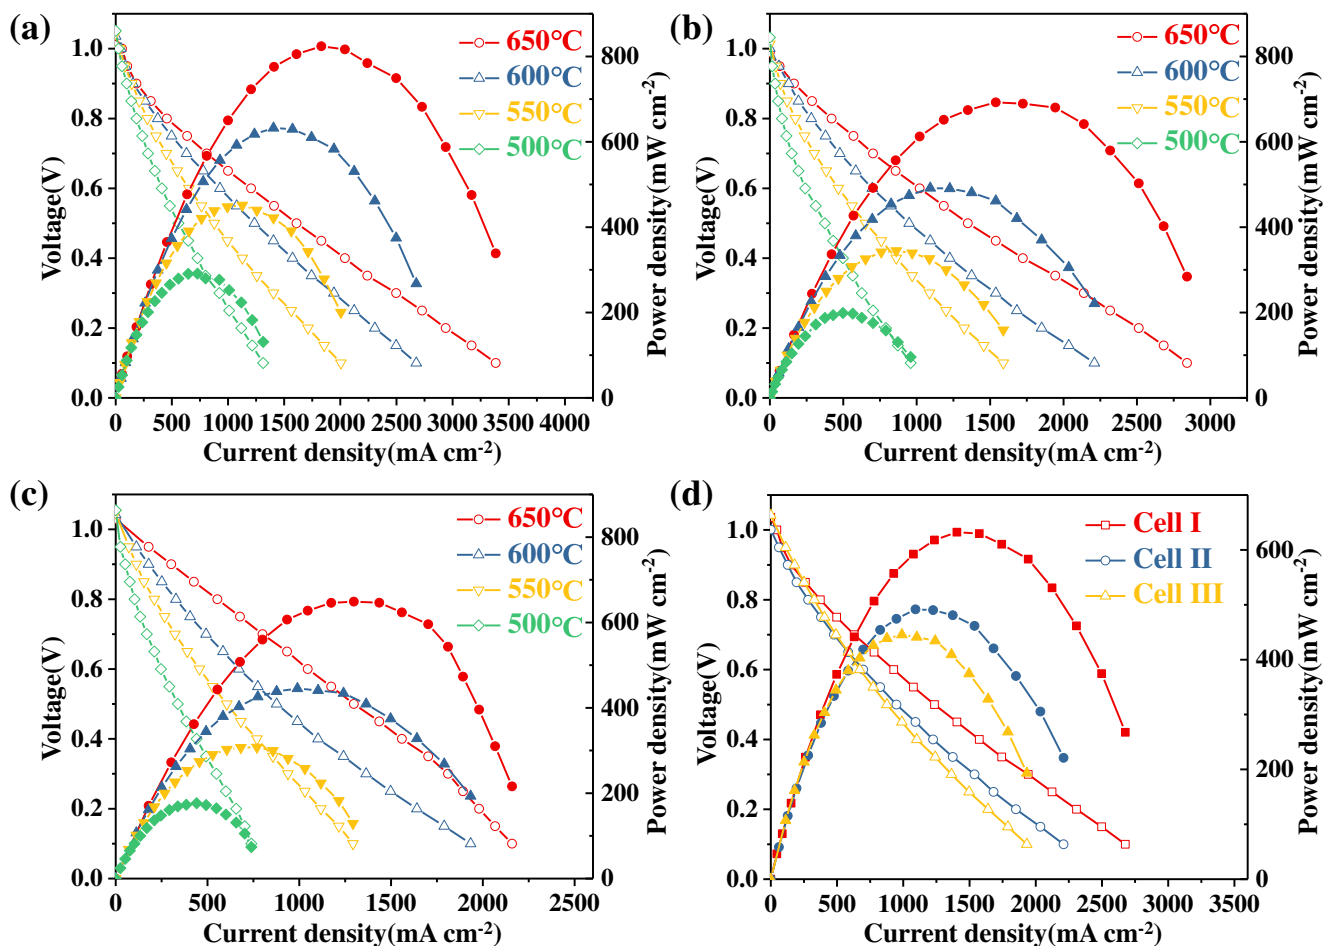 (a)
650°C
600°C
550°C
500°C
1.0
0.8
0.6
0.4
0.2
0.0
Voltage(V)
800
600
400
200
0
Power density(mW cm-2)
0 500 1000 1500 2000 2500 3000 3500 4000
Current density(mA cm-2)
(b)
650°C
600°C
550°C
500°C
1.0
0.8
0.6
0.4
0.2
0.0
Voltage(V)
800
600
400
200
0
Power density(mW cm-2)
0 500 1000 1500 2000 2500 3000
Current density(mA cm-2)
(c)
650°C
600°C
550°C
500°C
1.0
0.8
0.6
0.4
0.2
0.0
Voltage(V)
800
600
400
200
0
Power density(mW cm-2)
0 500 1000 1500 2000 2500
Current density(mA cm-2)
(d)
Cell I
Cell II
Cell III
1.0
0.8
0.6
0.4
0.2
0.0
Voltage(V)
600
400
200
0
Power density(mW cm-2)
0 500 1000 1500 2000 2500 3000 3500
Current density(mA cm-2)